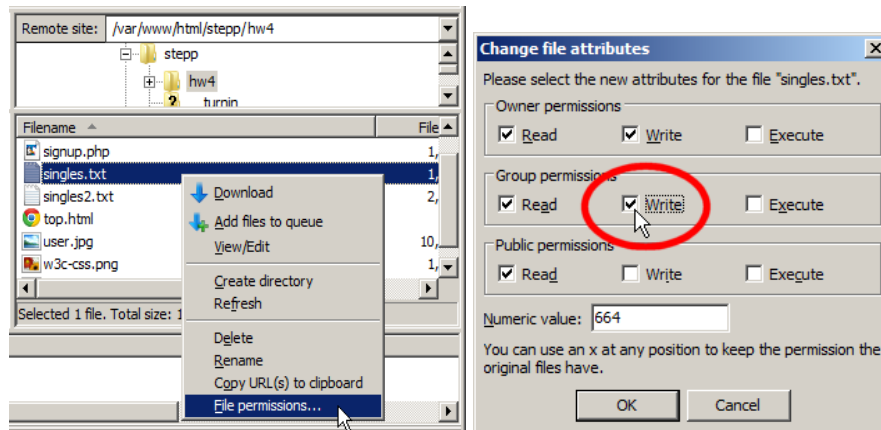 Remote site: /var/www/html/stepp/hw4
stepp
hw4
turnin
Filename File
signup.php 1,
singles.txt 1,
singles2.txt 2,
top.html
user.jpg 10,
w3c-css.png 1,
Selected 1 file. Total size: 1
Download
Add files to queue
View/Edit
Create directory
Refresh
Delete
Rename
Copy URL(s) to clipboard
File permissions...
Change file attributes
Please select the new attributes for the file "singles.txt".
Owner permissions
Read Write Execute
Group permissions
Read Write Execute
Public permissions
Read Write Execute
Numeric value: 664
You can use an x at any position to keep the permission the
original files have.
OK Cancel